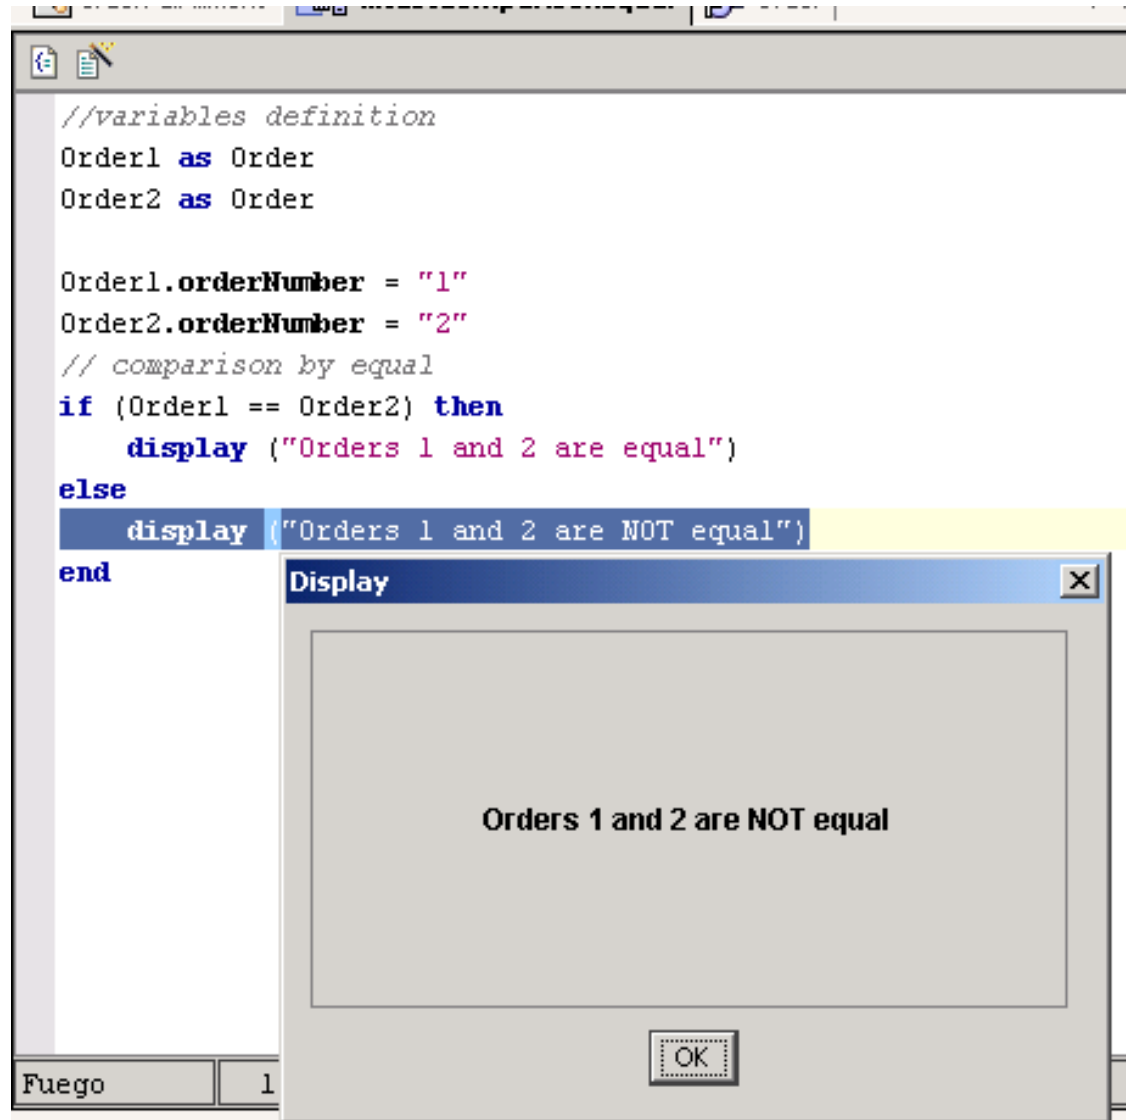 //variables definition
Order1 as Order
Order2 as Order
Order1.orderNumber = "1"
Order2.orderNumber = "2"
// comparison by equal
if (Order1 == Order2) then
display ("Orders 1 and 2 are equal")
else
display ("Orders 1 and 2 are NOT equal")
end
Display
Orders 1 and 2 are NOT equal
OK
Fuego
1